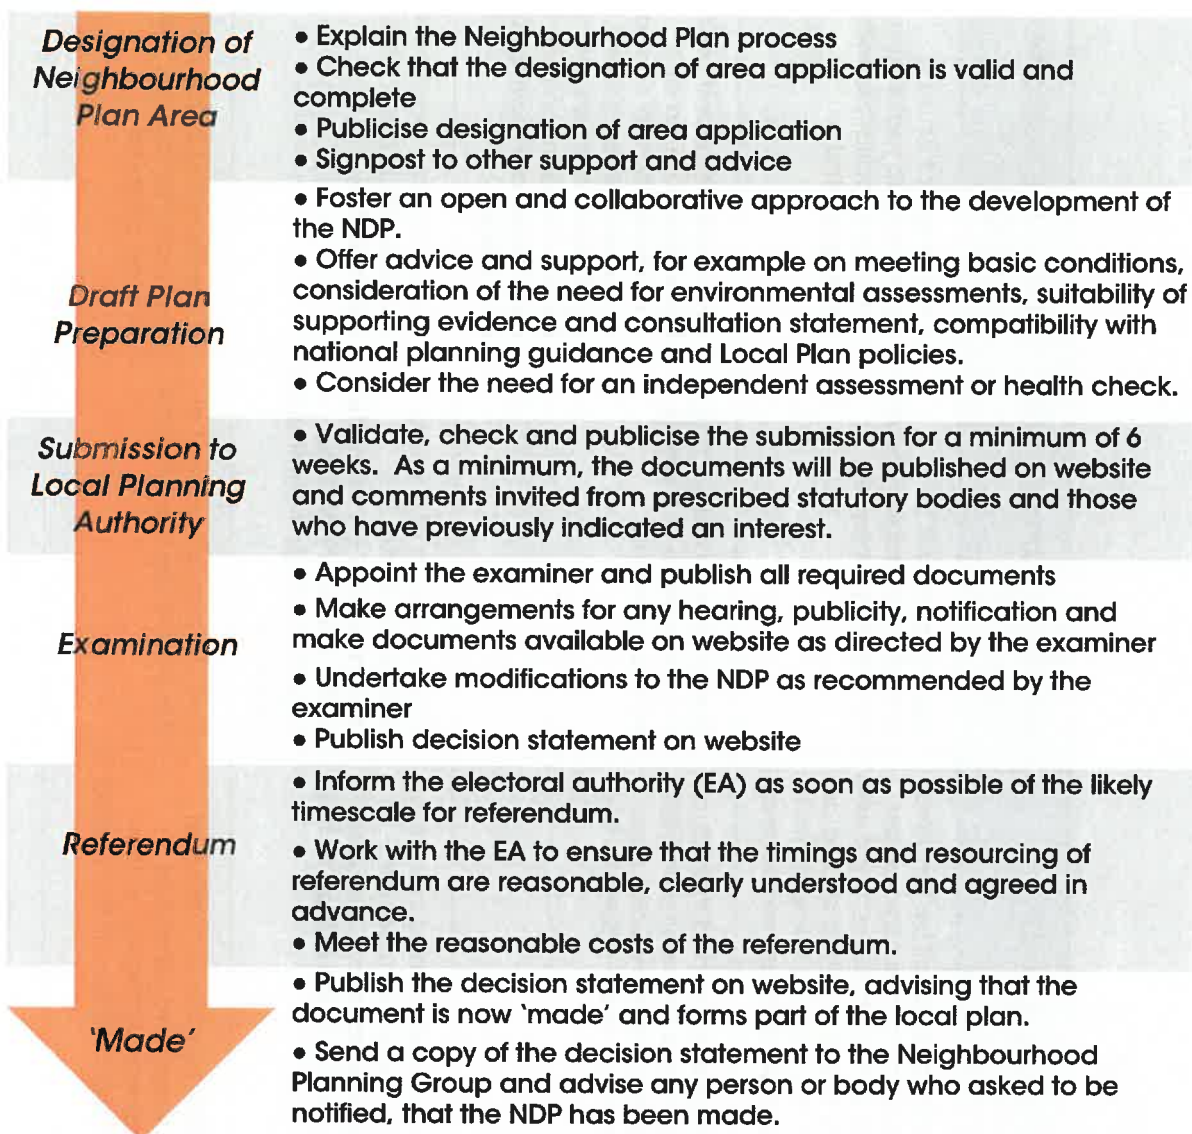 Designation of
Neighbourhood
Plan Area
• Explain the Neighbourhood Plan process
• Check that the designation of area application is valid and
complete
• Publicise designation of area application
• Signpost to other support and advice
Draft Plan
Preparation
• Foster an open and collaborative approach to the development of
the NDP.
• Offer advice and support, for example on meeting basic conditions,
consideration of the need for environmental assessments, suitability of
supporting evidence and consultation statement, compatibility with
national planning guidance and Local Plan policies.
• Consider the need for an independent assessment or health check.
Submission to
Local Planning
Authority
• Validate, check and publicise the submission for a minimum of 6
weeks. As a minimum, the documents will be published on website
and comments invited from prescribed statutory bodies and those
who have previously indicated an interest.
Examination
• Appoint the examiner and publish all required documents
• Make arrangements for any hearing, publicity, notification and
make documents available on website as directed by the examiner
• Undertake modifications to the NDP as recommended by the
examiner
• Publish decision statement on website
Referendum
• Inform the electoral authority (EA) as soon as possible of the likely
timescale for referendum.
• Work with the EA to ensure that the timings and resourcing of
referendum are reasonable, clearly understood and agreed in
advance.
• Meet the reasonable costs of the referendum.
'Made'
• Publish the decision statement on website, advising that the
document is now 'made' and forms part of the local plan.
• Send a copy of the decision statement to the Neighbourhood
Planning Group and advise any person or body who asked to be
notified, that the NDP has been made.